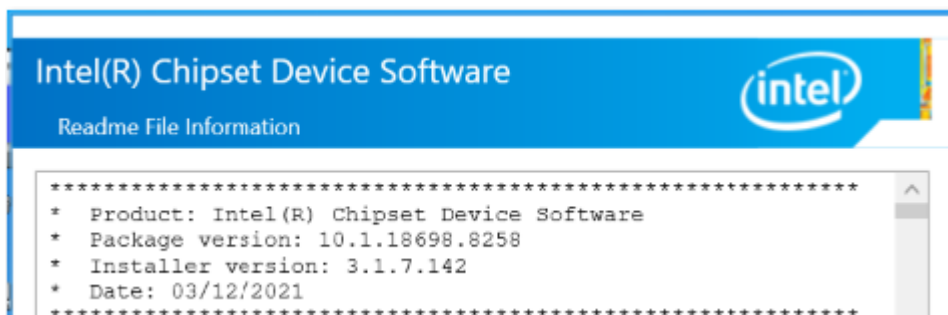 Intel(R) Chipset Device Software
intel
Readme File Information
************************************************************
*  Product: Intel(R) Chipset Device Software
*  Package version: 10.1.18698.8258
*  Installer version: 3.1.7.142
*  Date: 03/12/2021
************************************************************